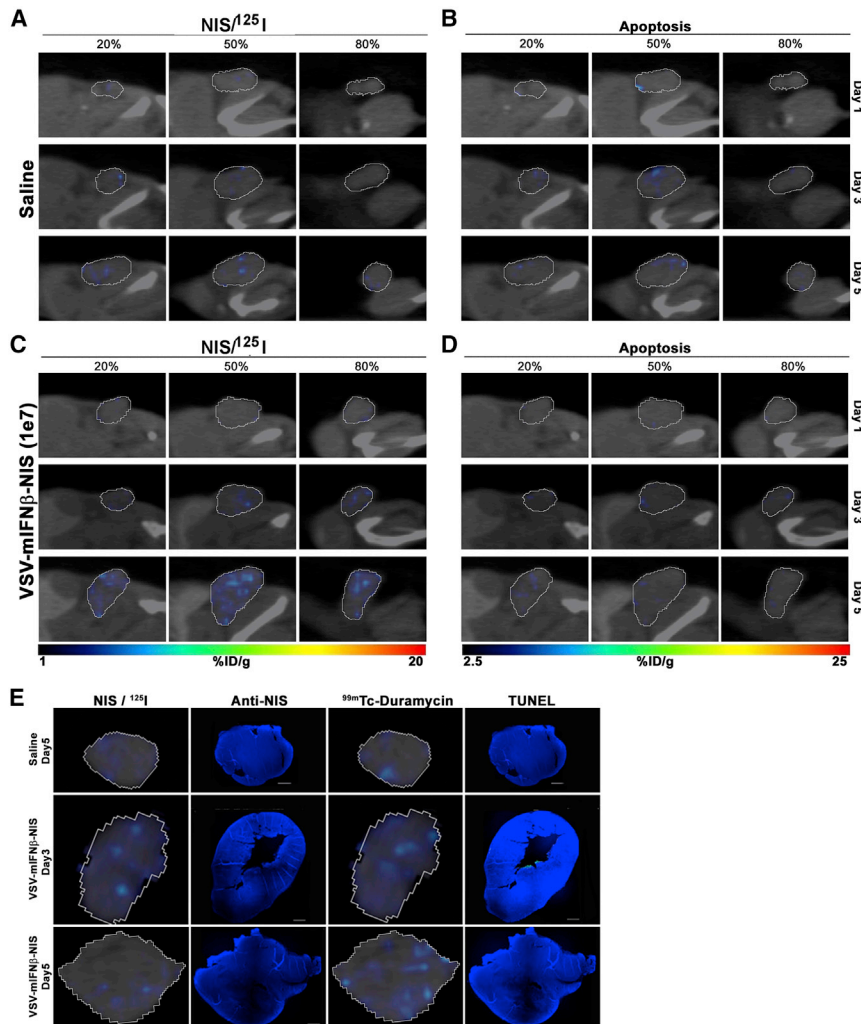 A
NIS/125I
20% 50% 80%
Saline
B
Apoptosis
20% 50% 80%
Day 1
Day 3
Day 5
C
NIS/125I
20% 50% 80%
VSV-mIFNβ-NIS (1e7)
1 %ID/g 20
D
Apoptosis
20% 50% 80%
Day 1
Day 3
Day 5
2.5 %ID/g 25
E
NIS / 125I Anti-NIS 99mTc-Duramycin TUNEL
Saline
Day5
VSV-mIFNβ-NIS
Day3
VSV-mIFNβ-NIS
Day5